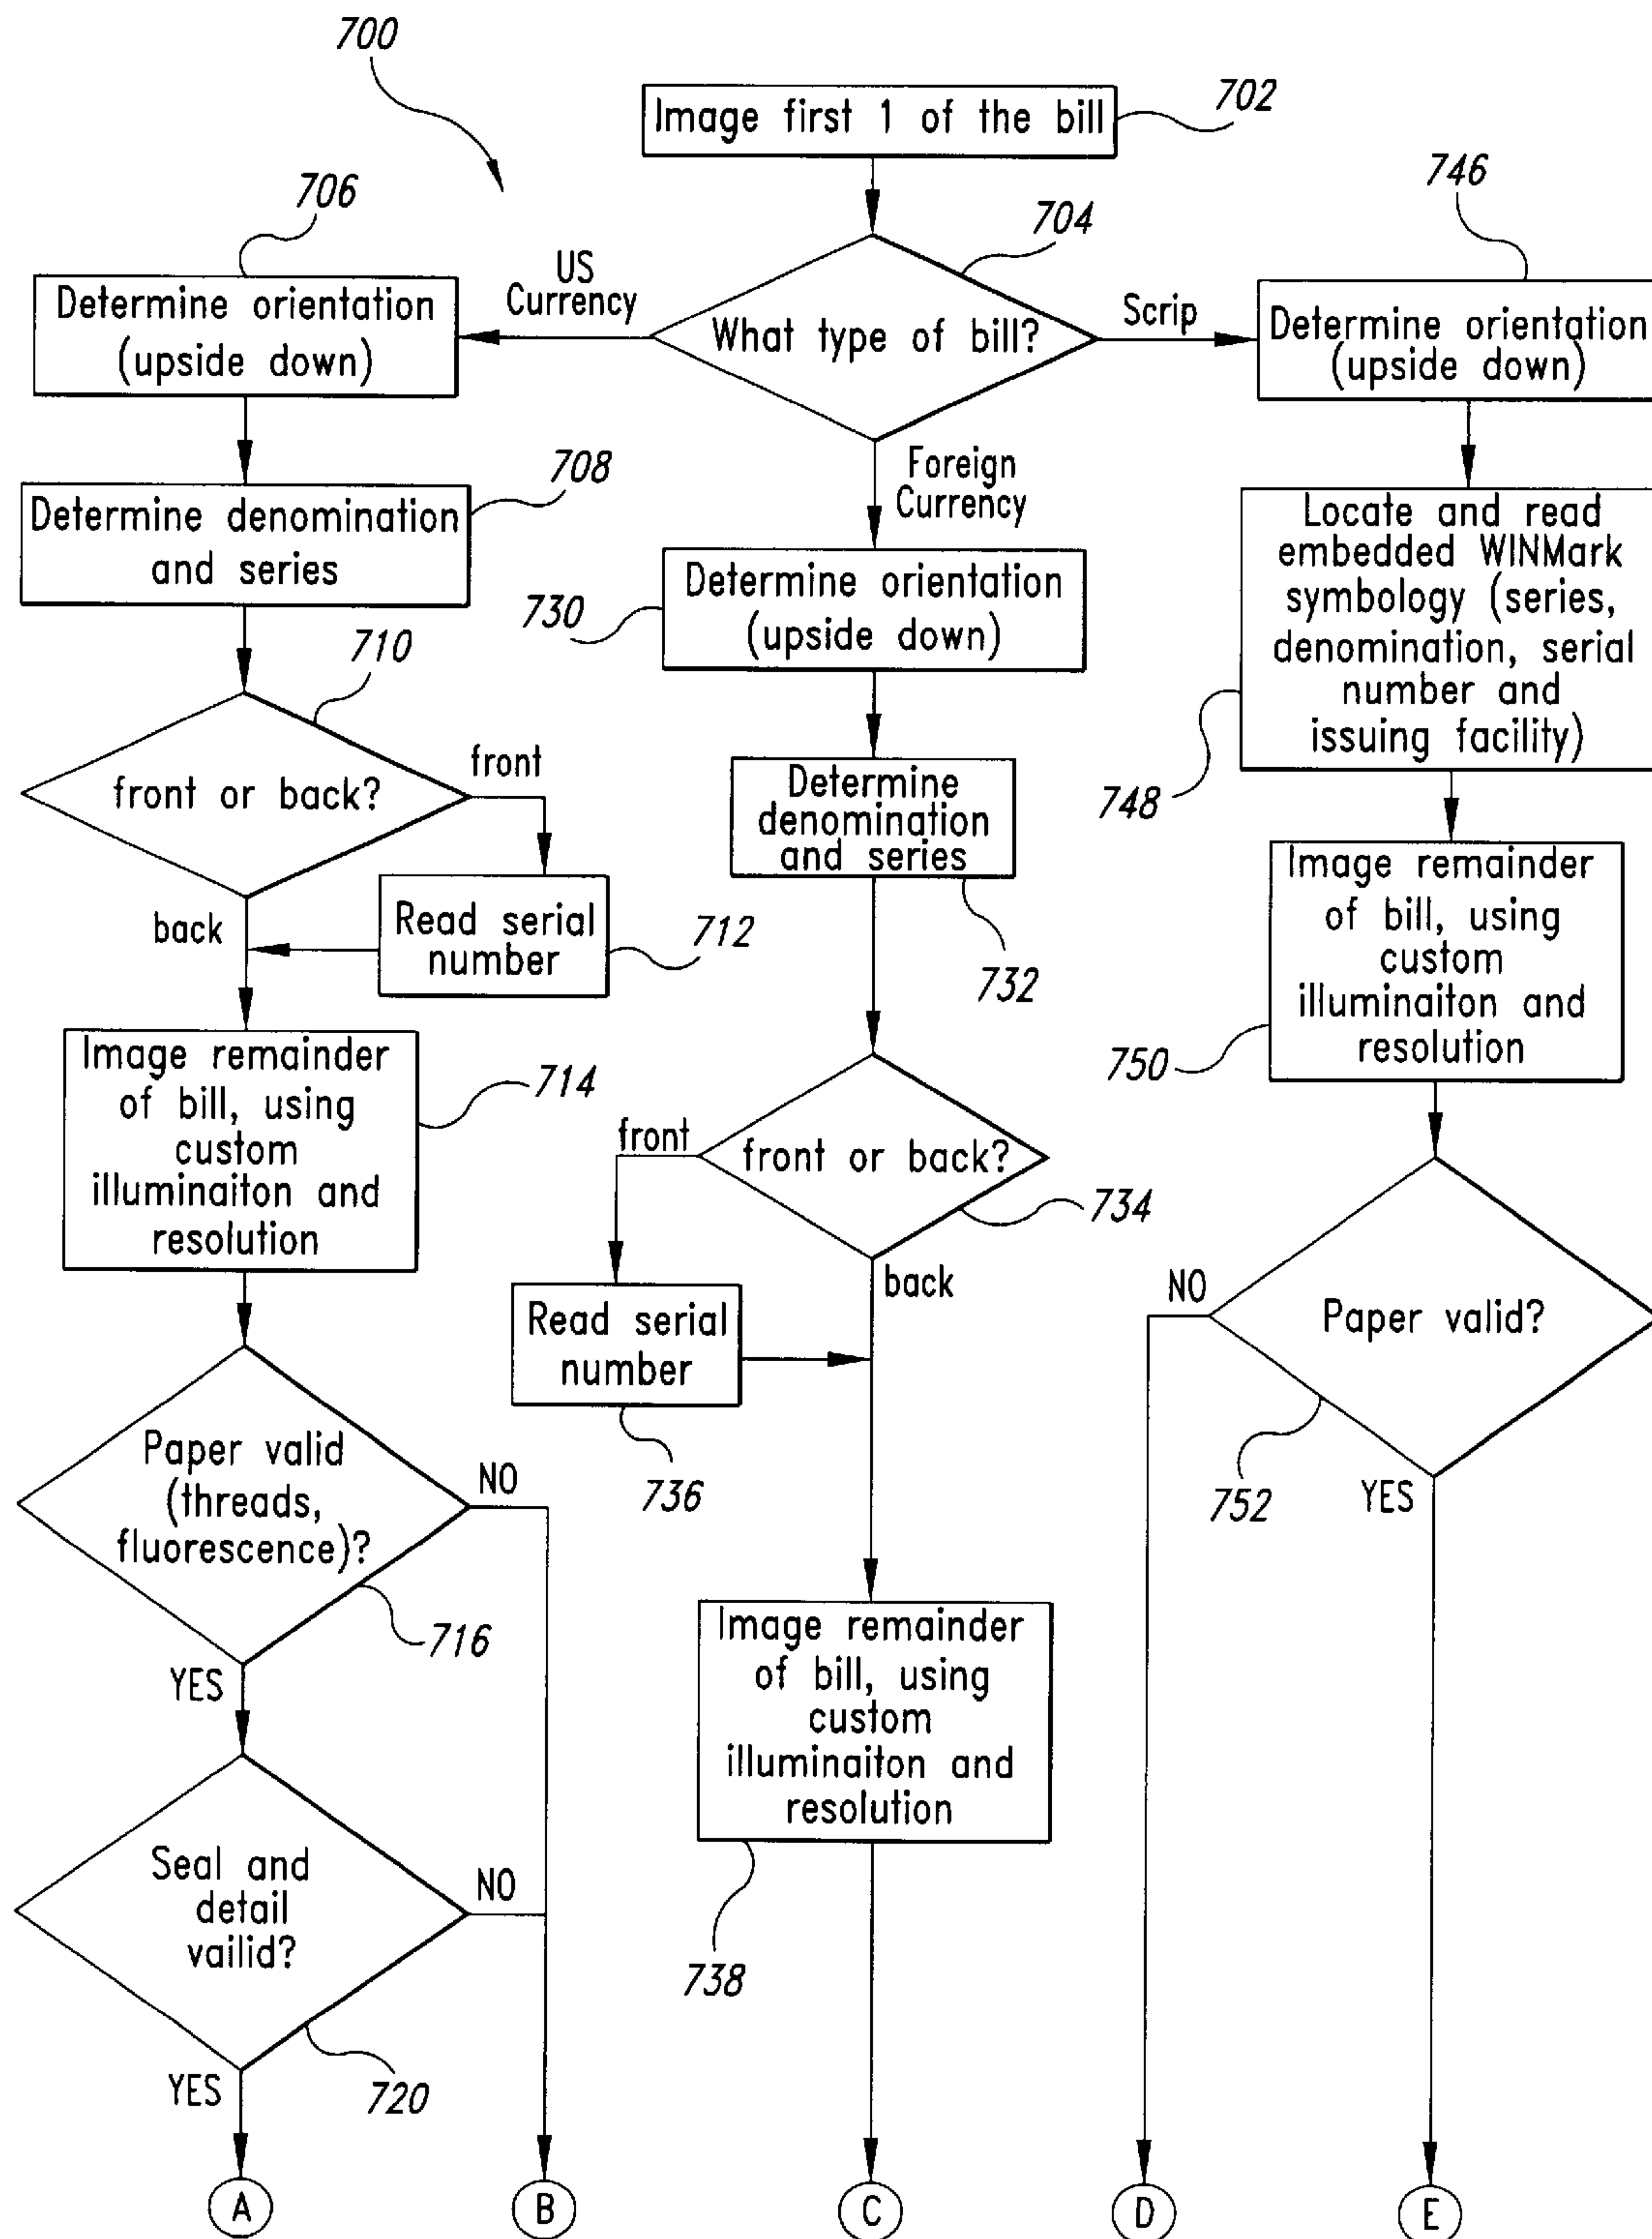 700
Image first 1 of the bill
702
704
What type of bill?
US
Currency
706
Determine orientation
(upside down)
708
Determine denomination
and series
710
front or back?
front
back
Read serial
number
712
Image remainder
of bill, using
custom
illuminaiton and
resolution
714
Paper valid
(threads,
fluorescence)?
716
NO
YES
Seal and
detail
vailid?
720
NO
YES
A
B
Foreign
Currency
730
Determine orientation
(upside down)
Determine
denomination
and series
732
front or back?
734
front
back
Read serial
number
736
Image remainder
of bill, using
custom
illuminaiton and
resolution
738
C
Scrip
746
Determine orientation
(upside down)
Locate and read
embedded WINMark
symbology (series,
denomination, serial
number and
issuing facility)
748
Image remainder
of bill, using
custom
illuminaiton and
resolution
750
Paper valid?
752
NO
YES
D
E